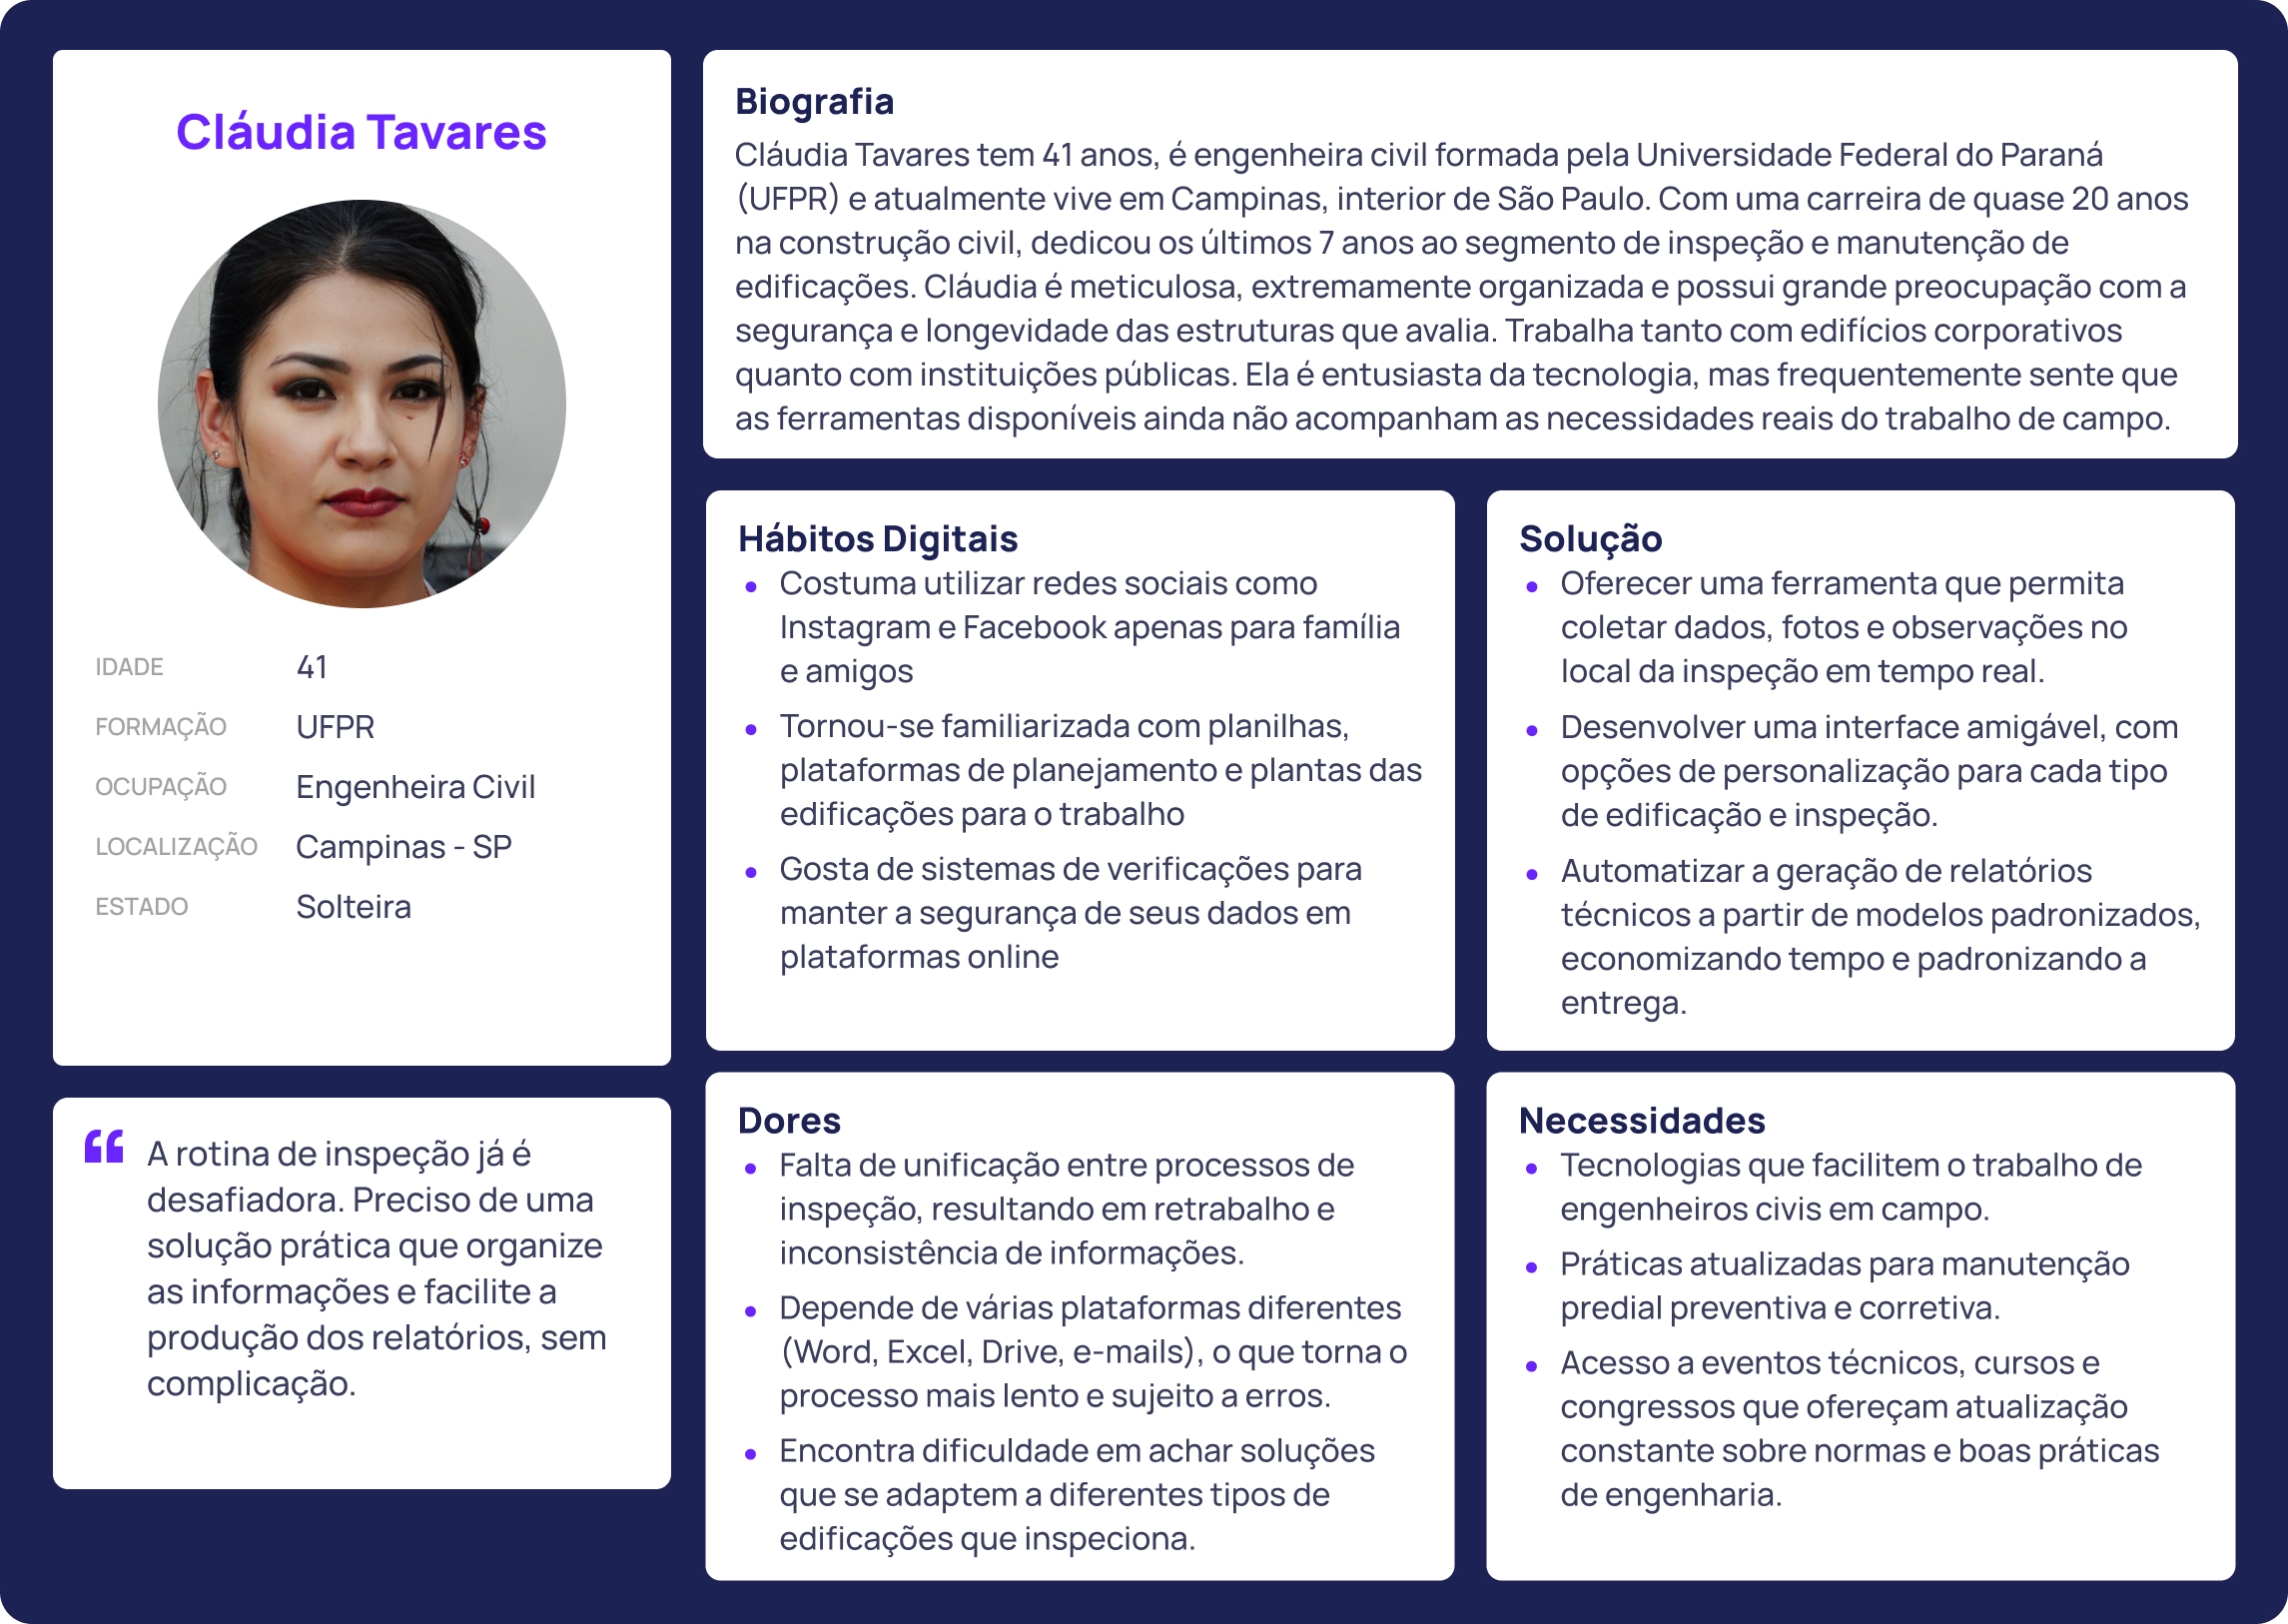 Cláudia Tavares
IDADE 41
FORMAÇÃO UFPR
OCUPAÇÃO Engenheira Civil
LOCALIZAÇÃO Campinas - SP
ESTADO Solteira
“ A rotina de inspeção já é
desafiadora. Preciso de uma
solução prática que organize
as informações e facilite a
produção dos relatórios, sem
complicação.
Biografia
Cláudia Tavares tem 41 anos, é engenheira civil formada pela Universidade Federal do Paraná
(UFPR) e atualmente vive em Campinas, interior de São Paulo. Com uma carreira de quase 20 anos
na construção civil, dedicou os últimos 7 anos ao segmento de inspeção e manutenção de
edificações. Cláudia é meticulosa, extremamente organizada e possui grande preocupação com a
segurança e longevidade das estruturas que avalia. Trabalha tanto com edifícios corporativos
quanto com instituições públicas. Ela é entusiasta da tecnologia, mas frequentemente sente que
as ferramentas disponíveis ainda não acompanham as necessidades reais do trabalho de campo.
Hábitos Digitais
• Costuma utilizar redes sociais como
Instagram e Facebook apenas para família
e amigos
• Tornou-se familiarizada com planilhas,
plataformas de planejamento e plantas das
edificações para o trabalho
• Gosta de sistemas de verificações para
manter a segurança de seus dados em
plataformas online
Solução
• Oferecer uma ferramenta que permita
coletar dados, fotos e observações no
local da inspeção em tempo real.
• Desenvolver uma interface amigável, com
opções de personalização para cada tipo
de edificação e inspeção.
• Automatizar a geração de relatórios
técnicos a partir de modelos padronizados,
economizando tempo e padronizando a
entrega.
Dores
• Falta de unificação entre processos de
inspeção, resultando em retrabalho e
inconsistência de informações.
• Depende de várias plataformas diferentes
(Word, Excel, Drive, e-mails), o que torna o
processo mais lento e sujeito a erros.
• Encontra dificuldade em achar soluções
que se adaptem a diferentes tipos de
edificações que inspeciona.
Necessidades
• Tecnologias que facilitem o trabalho de
engenheiros civis em campo.
• Práticas atualizadas para manutenção
predial preventiva e corretiva.
• Acesso a eventos técnicos, cursos e
congressos que ofereçam atualização
constante sobre normas e boas práticas
de engenharia.